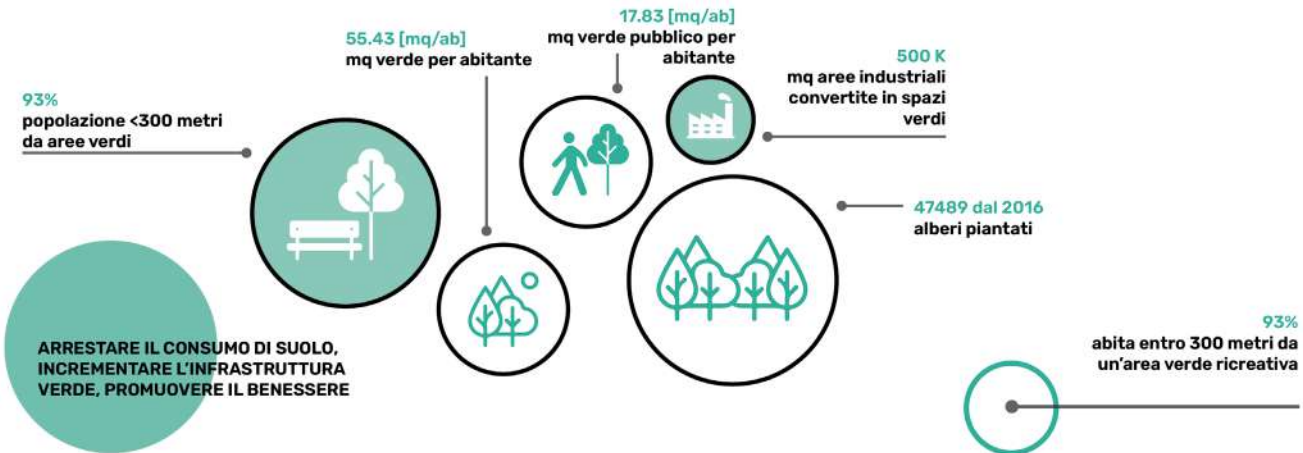 93%
popolazione <300 metri
da aree verdi
55.43 [mq/ab]
mq verde per abitante
17.83 [mq/ab]
mq verde pubblico per
abitante
500 K
mq aree industriali
convertite in spazi
verdi
47489 dal 2016
alberi piantati
ARRESTARE IL CONSUMO DI SUOLO,
INCREMENTARE L'INFRASTRUTTURA
VERDE, PROMUOVERE IL BENESSERE
93%
abita entro 300 metri da
un'area verde ricreativa